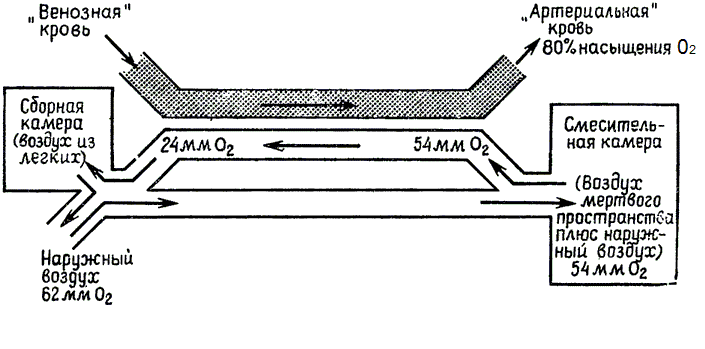 „Венозная"
кровь
„Артериальная"
кровь
80% насыщения O2
Сборная
камера
(воздух из
легких)
24 мм O2
54 мм O2
Смеситель-
ная камера
(Воздух
мертвого
пространства
плюс наруж-
ный воздух)
54 мм O2
Наружный
воздух
62 мм O2